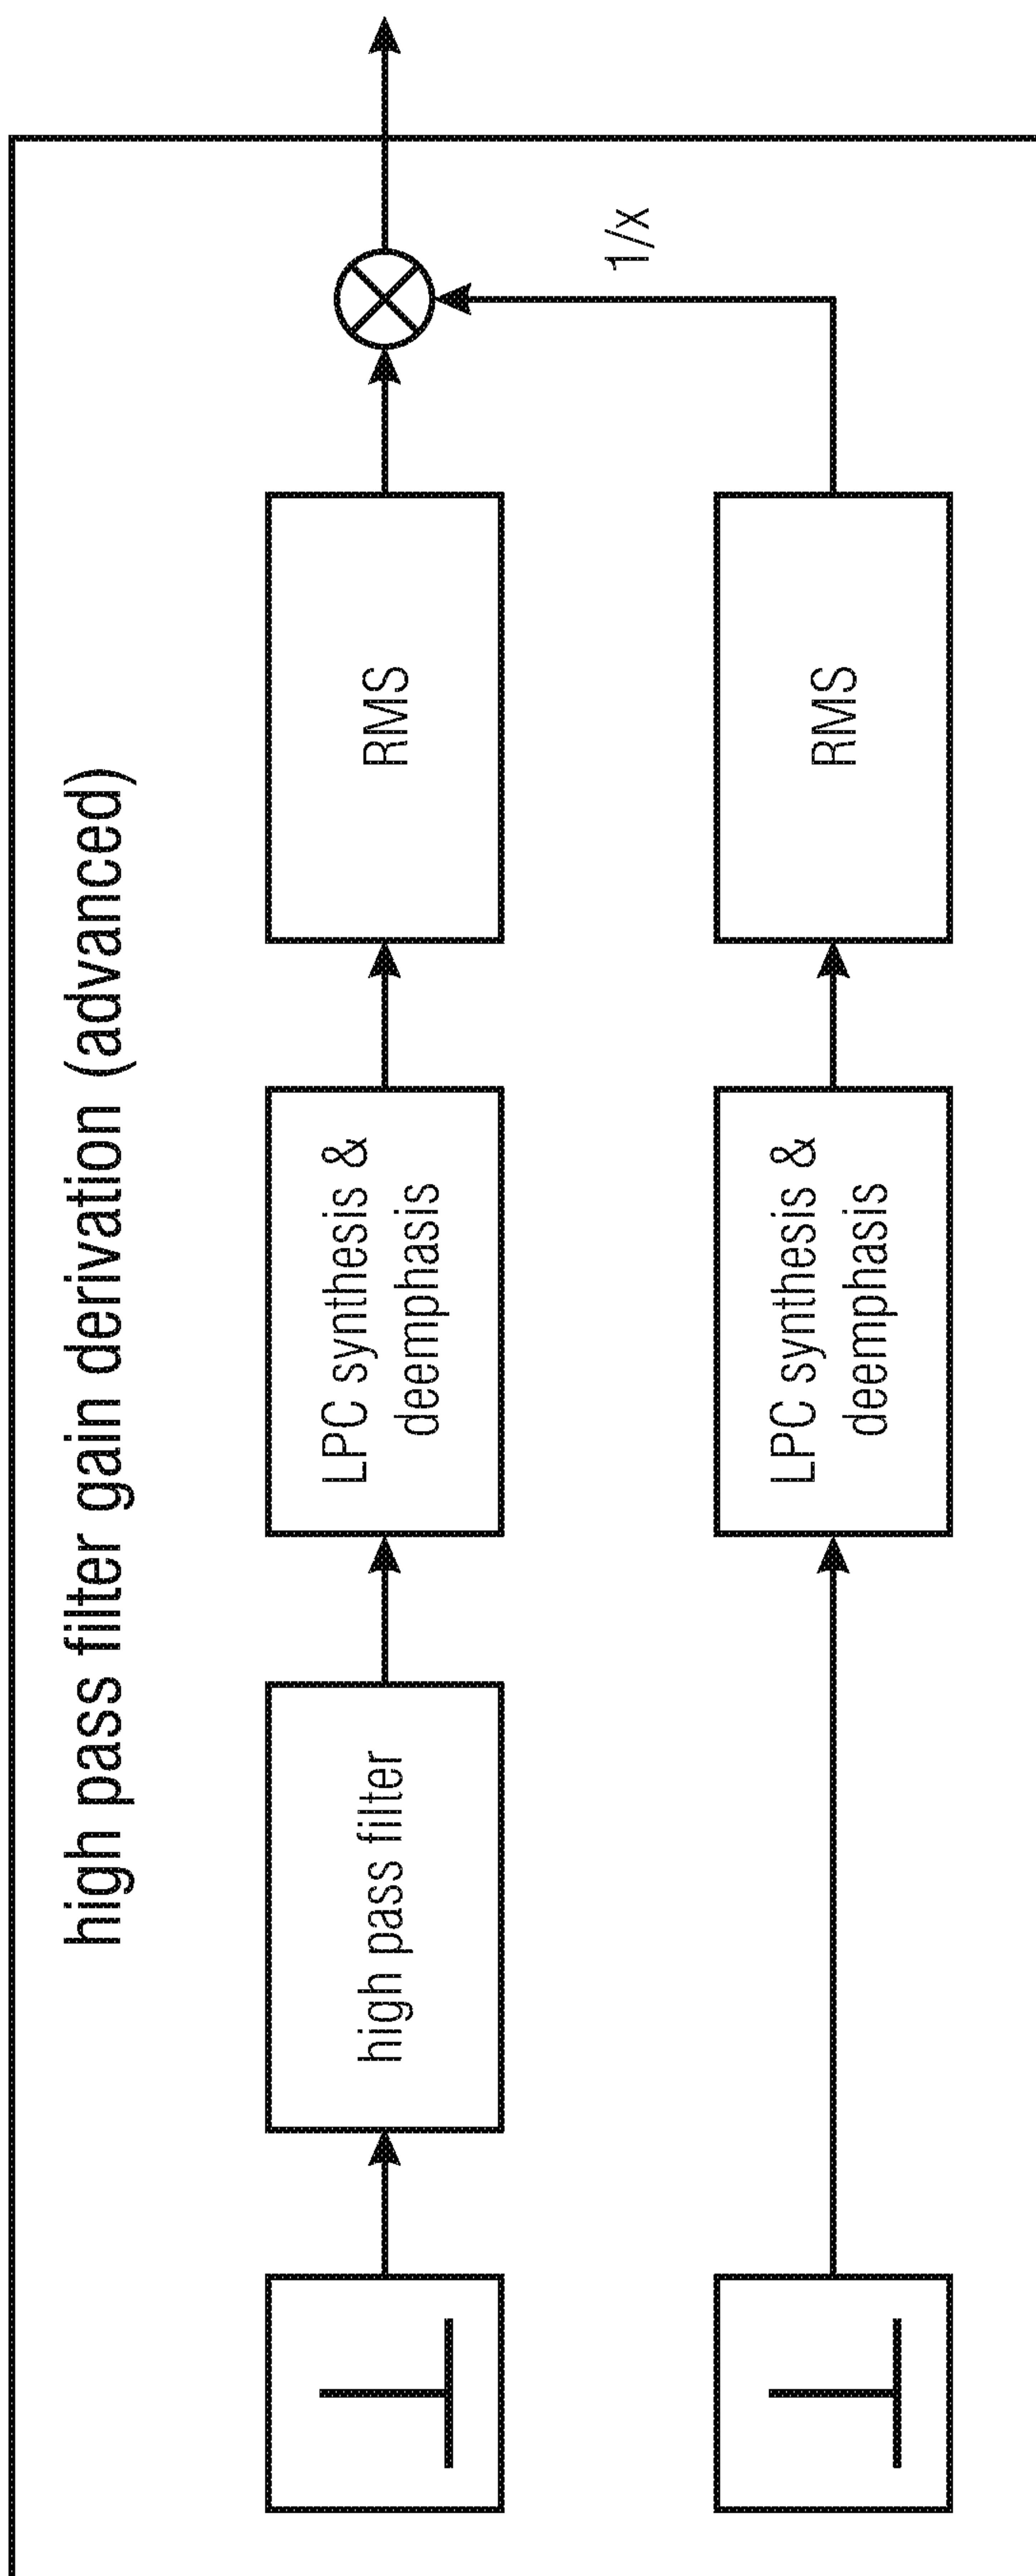 high pass filter gain derivation (advanced)
high pass filter
LPC synthesis &
deemphasis
RMS
1/x
LPC synthesis &
deemphasis
RMS